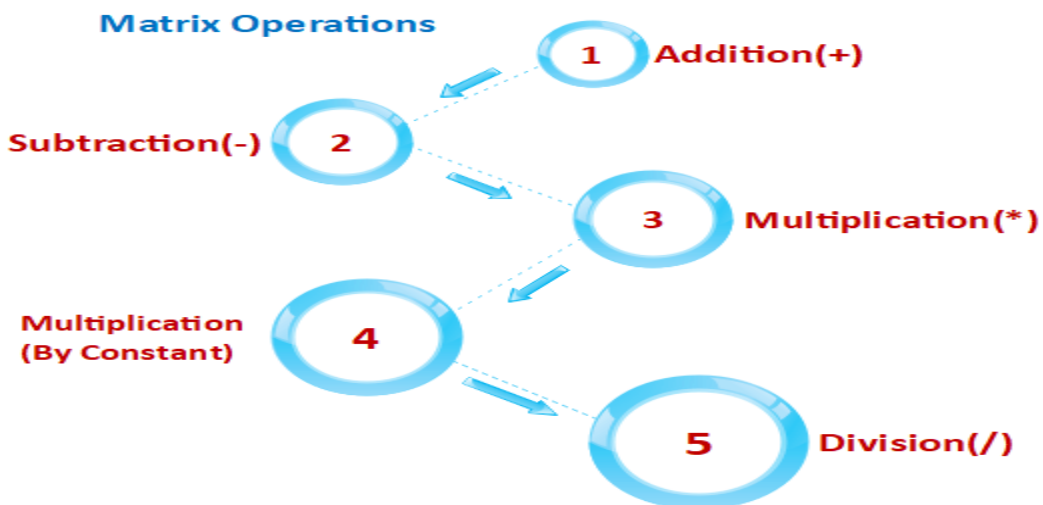 Matrix Operations
1
Addition(+)
2
Subtraction(-)
3
Multiplication(*)
4
Multiplication
(By Constant)
5
Division(/)